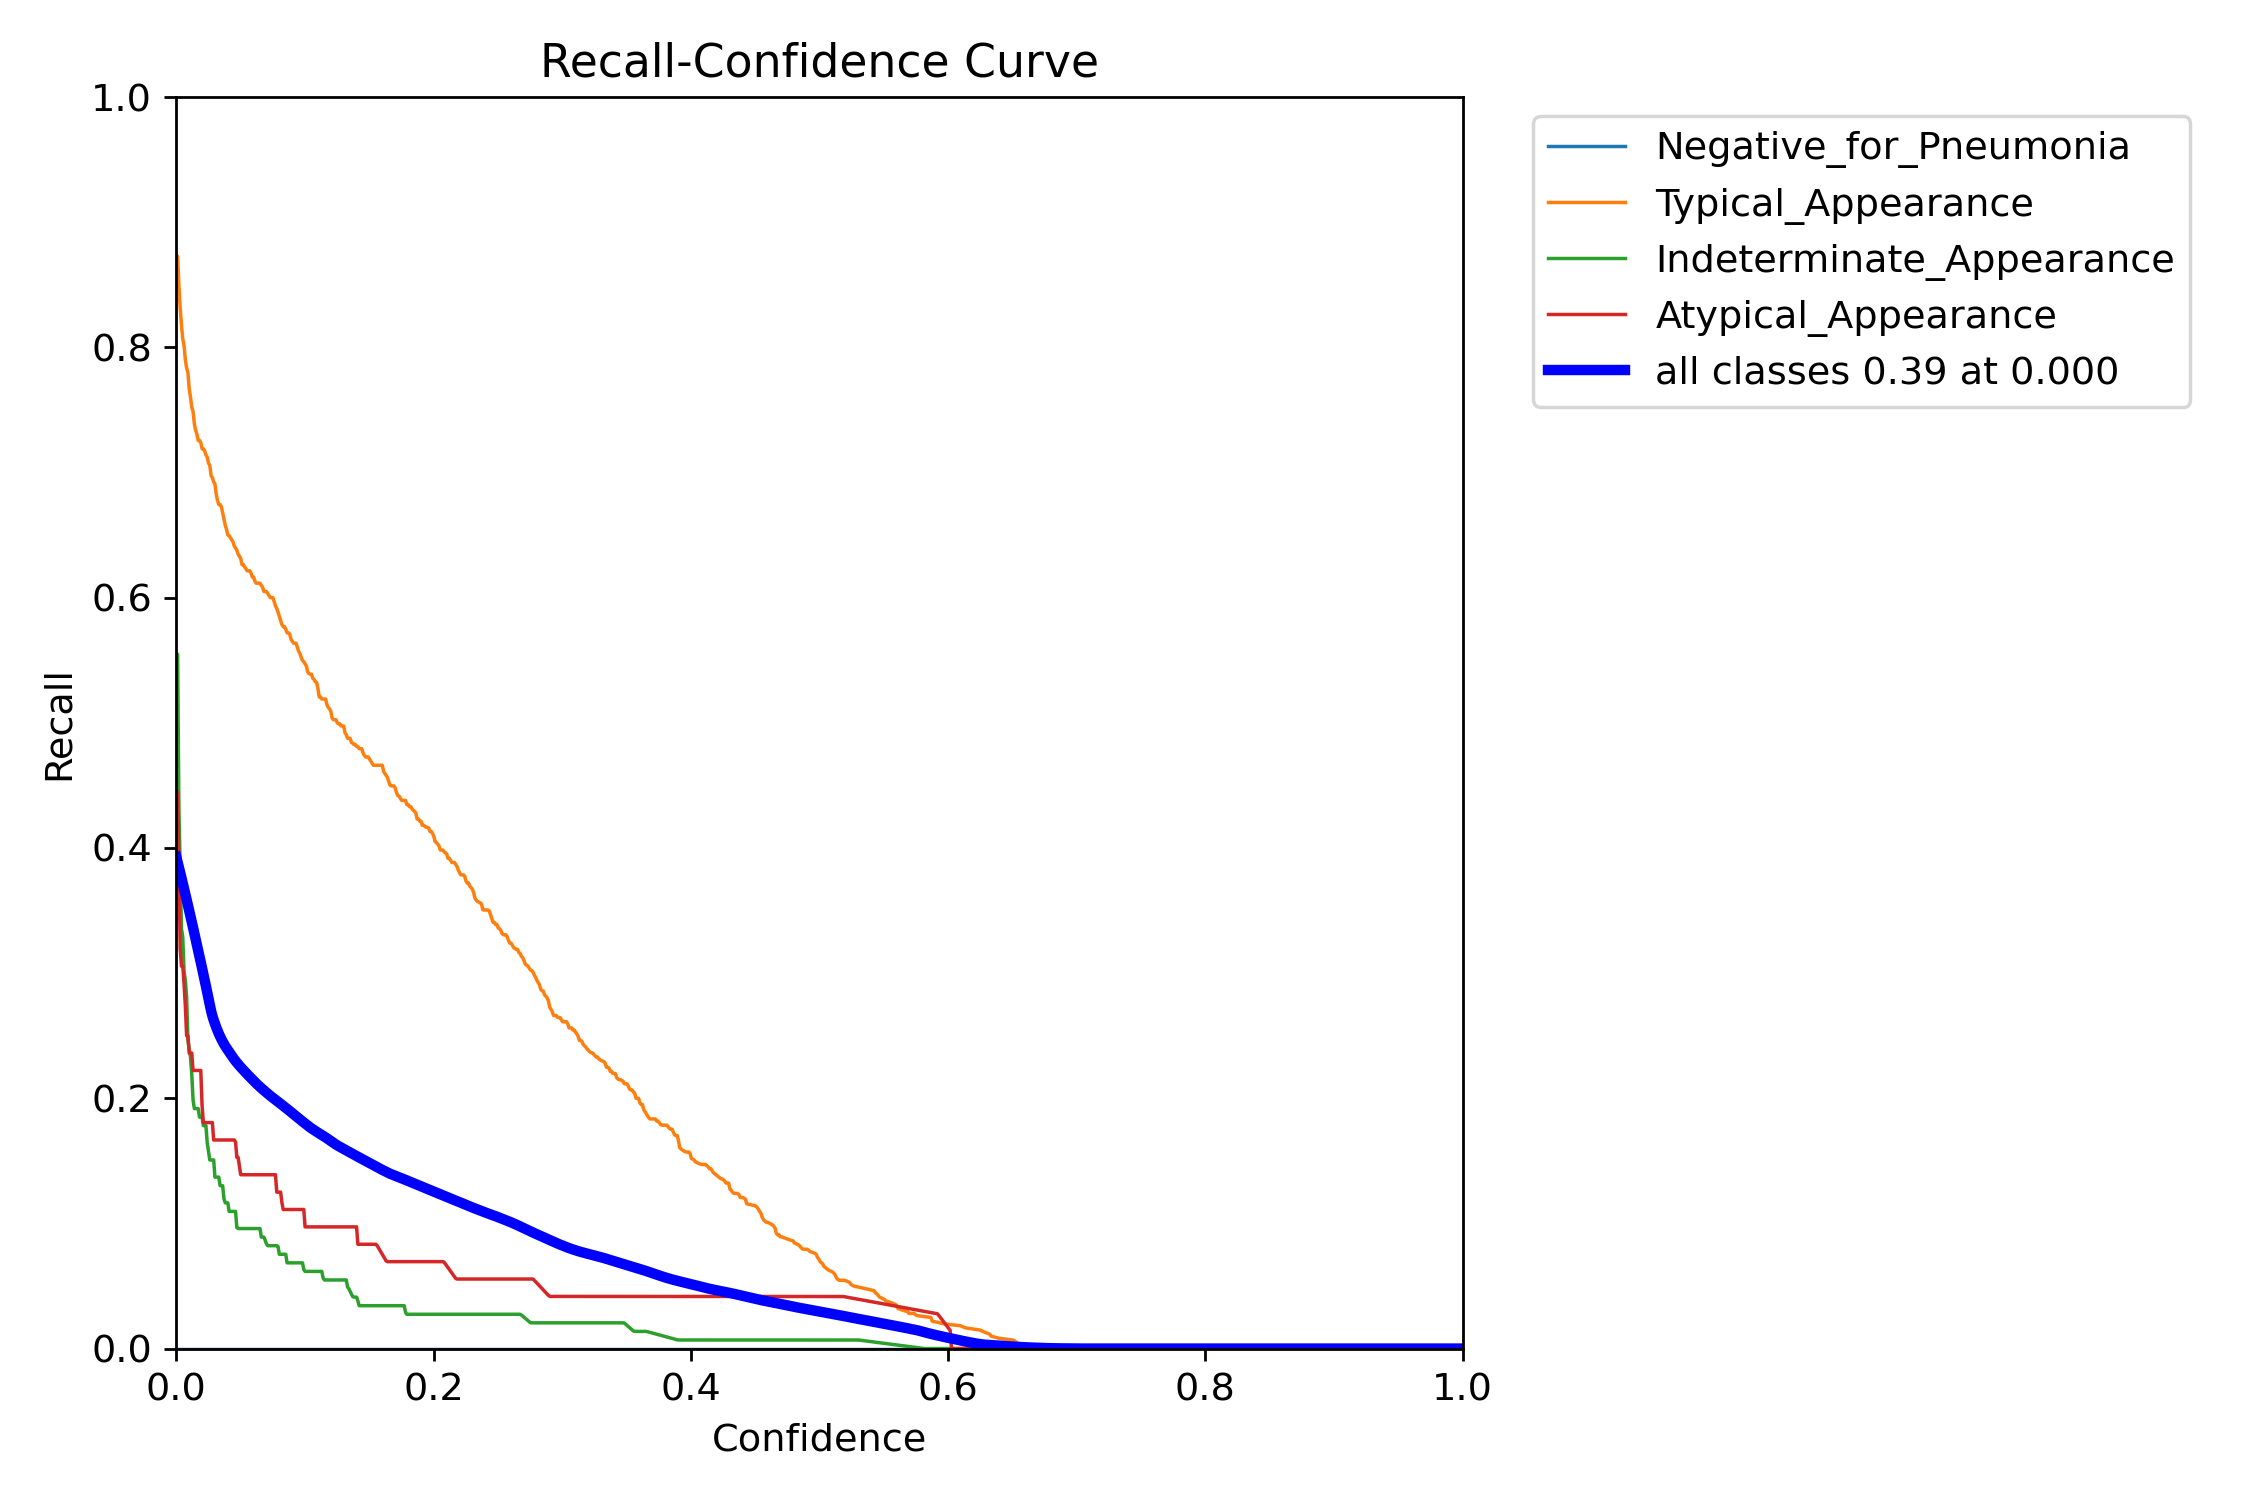 Recall-Confidence Curve
1.0
0.8
0.6
0.4
0.2
0.0
Recall
0.0 0.2 0.4 0.6 0.8 1.0
Confidence
Negative_for_Pneumonia
Typical_Appearance
Indeterminate_Appearance
Atypical_Appearance
all classes 0.39 at 0.000